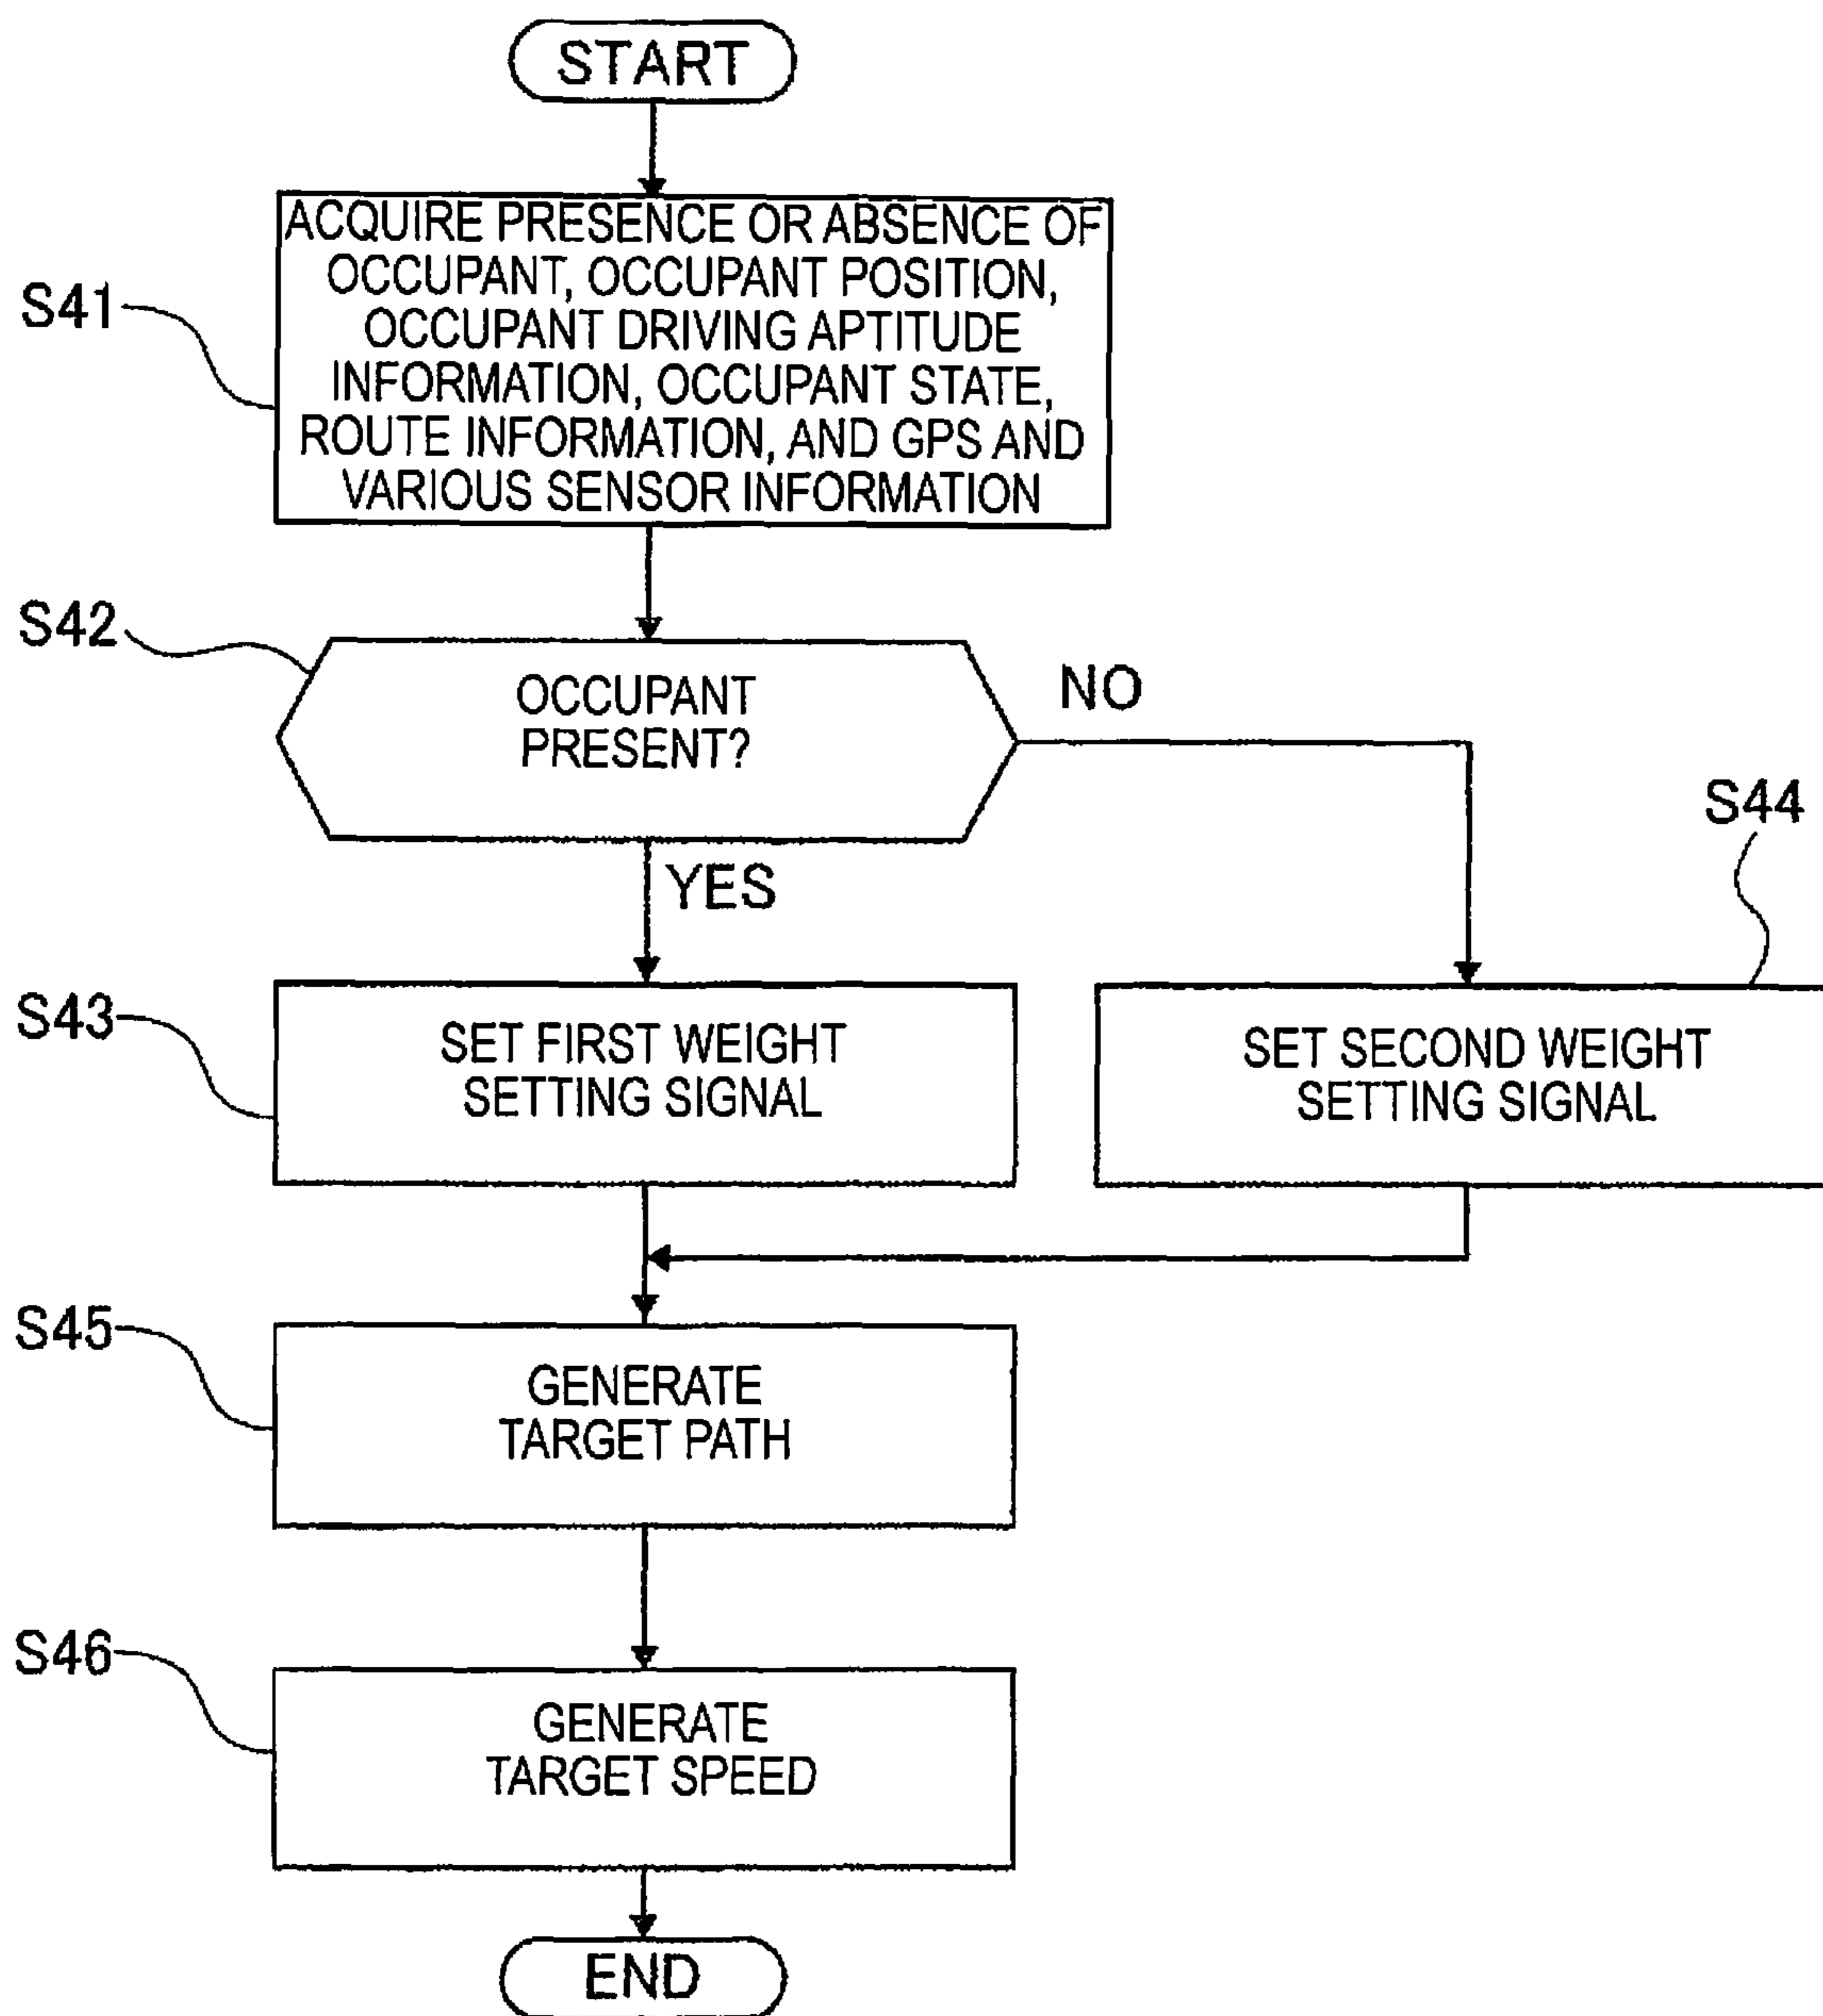 START
ACQUIRE PRESENCE OR ABSENCE OF
OCCUPANT, OCCUPANT POSITION,
OCCUPANT DRIVING APTITUDE
INFORMATION, OCCUPANT STATE,
ROUTE INFORMATION, AND GPS AND
VARIOUS SENSOR INFORMATION
S41
S42
OCCUPANT
PRESENT?
NO
YES
S43
SET FIRST WEIGHT
SETTING SIGNAL
S44
SET SECOND WEIGHT
SETTING SIGNAL
S45
GENERATE
TARGET PATH
S46
GENERATE
TARGET SPEED
END